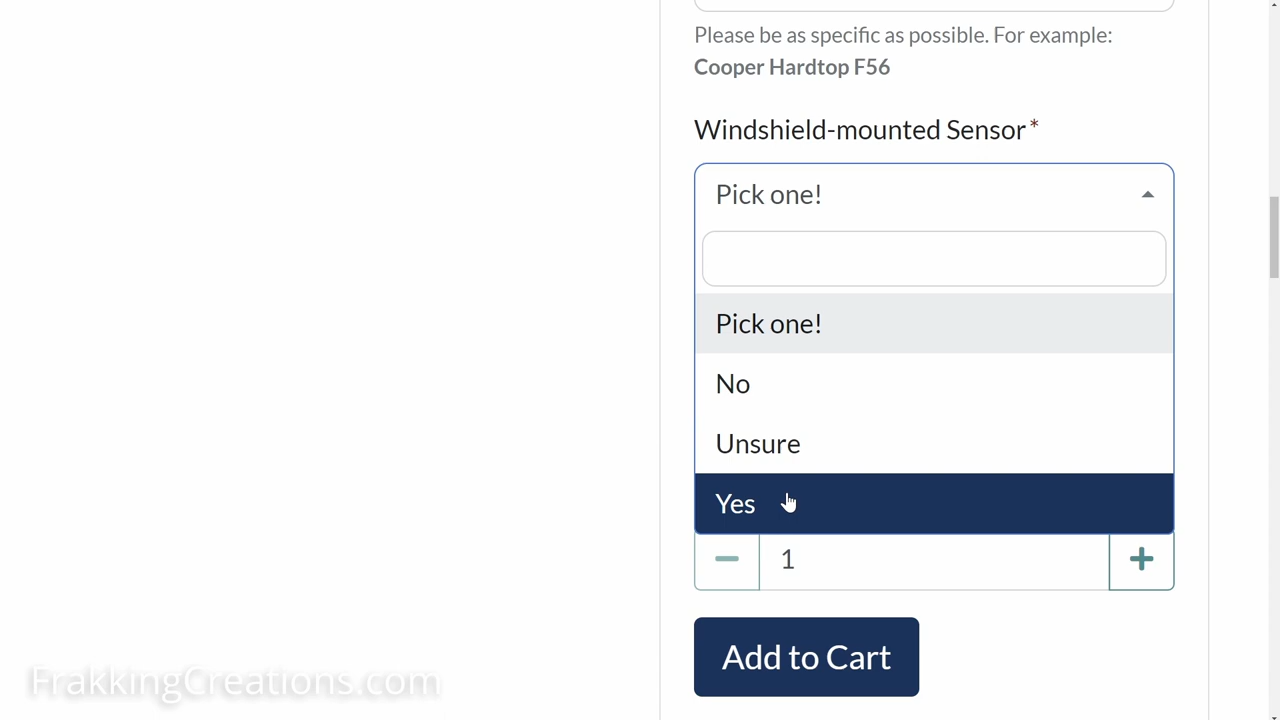 Please be as specific as possible. For example:
Cooper Hardtop F56
Windshield-mounted Sensor*
Pick one!
Pick one!
No
Unsure
Yes
1
Add to Cart
FrakkingCreations.com